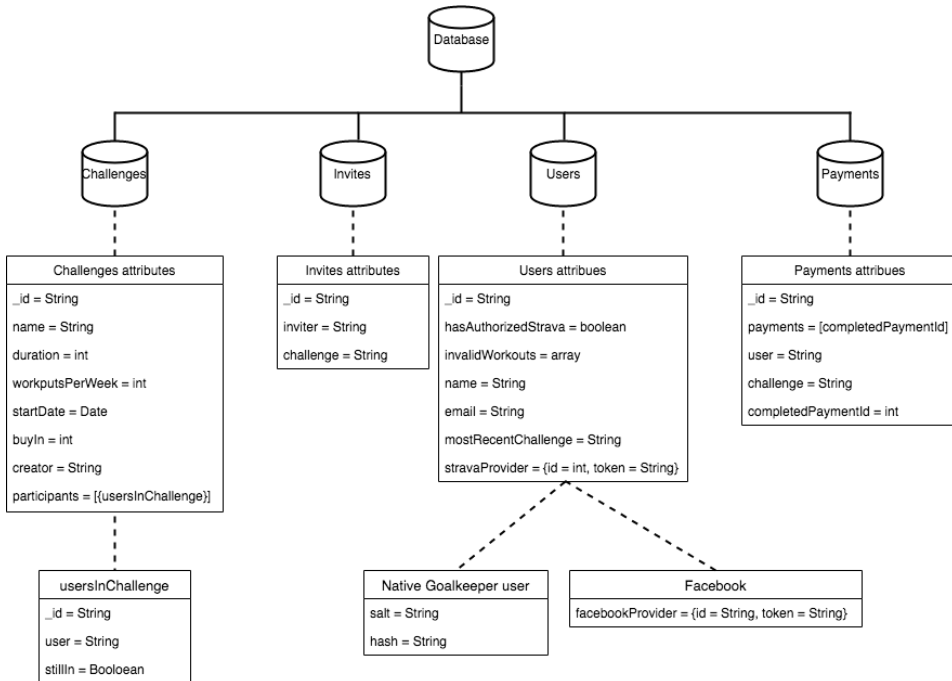 Database
Challenges
Invites
Users
Payments
Challenges attributes
_id = String
name = String
duration = int
workputsPerWeek = int
startDate = Date
buyIn = int
creator = String
participants = [{usersInChallenge}]
Invites attributes
_id = String
inviter = String
challenge = String
Users attribues
_id = String
hasAuthorizedStrava = boolean
invalidWorkouts = array
name = String
email = String
mostRecentChallenge = String
stravaProvider = {id = int, token = String}
Payments attribues
_id = String
payments = [completedPaymentId]
user = String
challenge = String
completedPaymentId = int
usersInChallenge
_id = String
user = String
stillIn = Booloean
Native Goalkeeper user
salt = String
hash = String
Facebook
facebookProvider = {id = String, token = String}